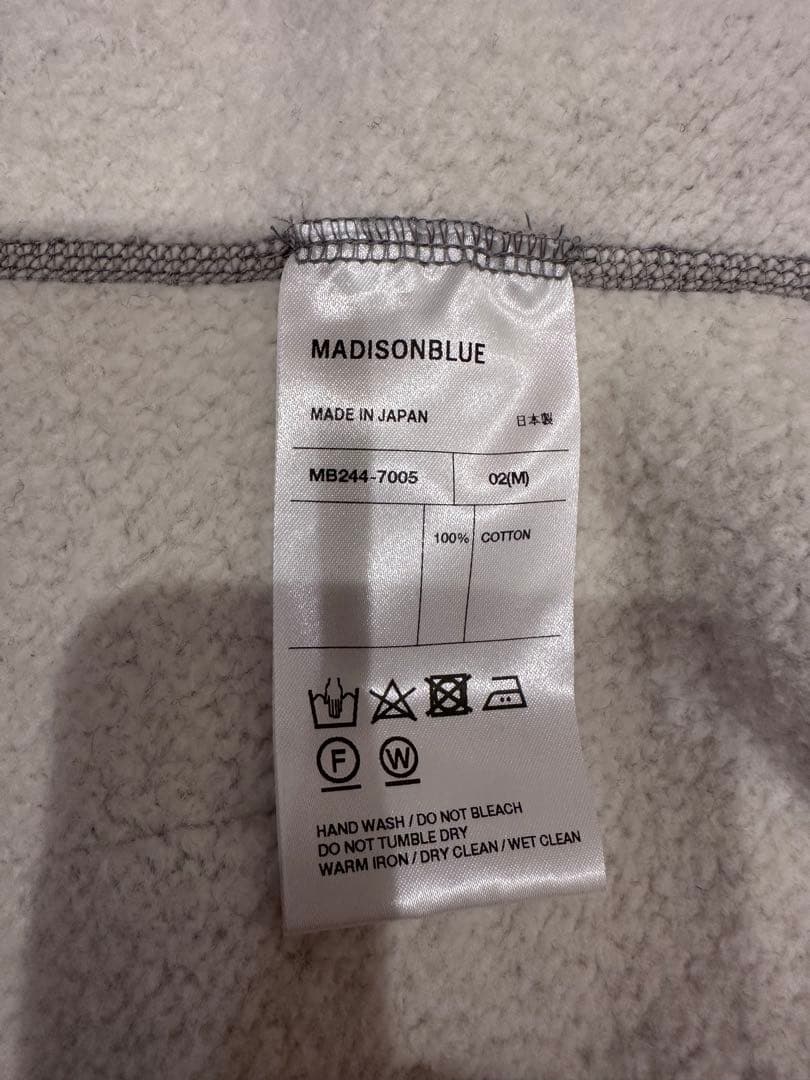 MADISONBLUE
MADE IN JAPAN 日本製
MB244-7005 02(M)
100% COTTON
F W
HAND WASH / DO NOT BLEACH
DO NOT TUMBLE DRY
WARM IRON / DRY CLEAN / WET CLEAN